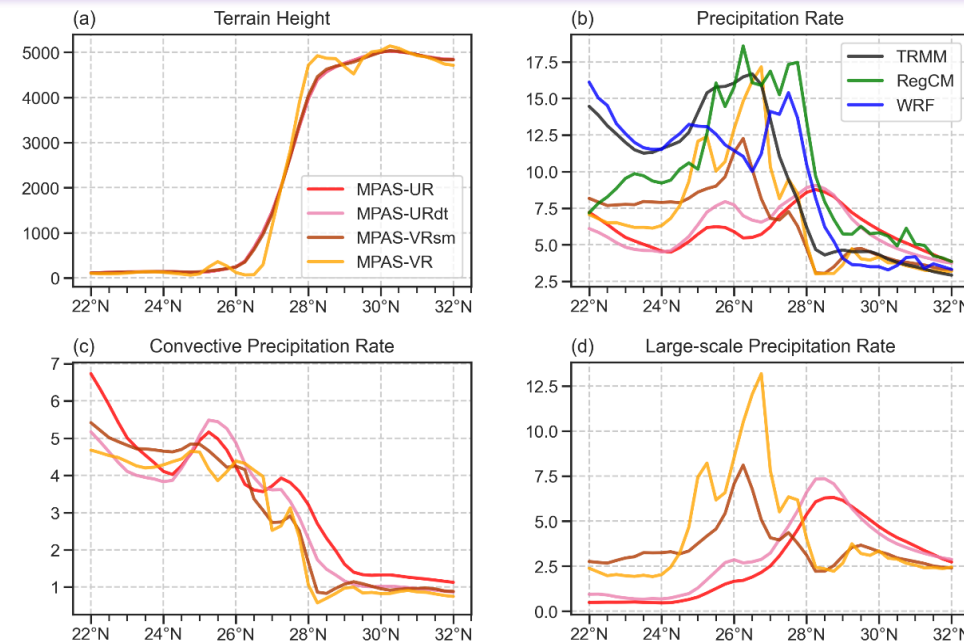 (a) Terrain Height
5000
4000
3000
2000
1000
0
MPAS-UR
MPAS-URdt
MPAS-VRsm
MPAS-VR
22°N 24°N 26°N 28°N 30°N 32°N
(b) Precipitation Rate
17.5
15.0
12.5
10.0
7.5
5.0
2.5
TRMM
RegCM
WRF
22°N 24°N 26°N 28°N 30°N 32°N
(c) Convective Precipitation Rate
7
6
5
4
3
2
1
22°N 24°N 26°N 28°N 30°N 32°N
(d) Large-scale Precipitation Rate
12.5
10.0
7.5
5.0
2.5
0.0
22°N 24°N 26°N 28°N 30°N 32°N